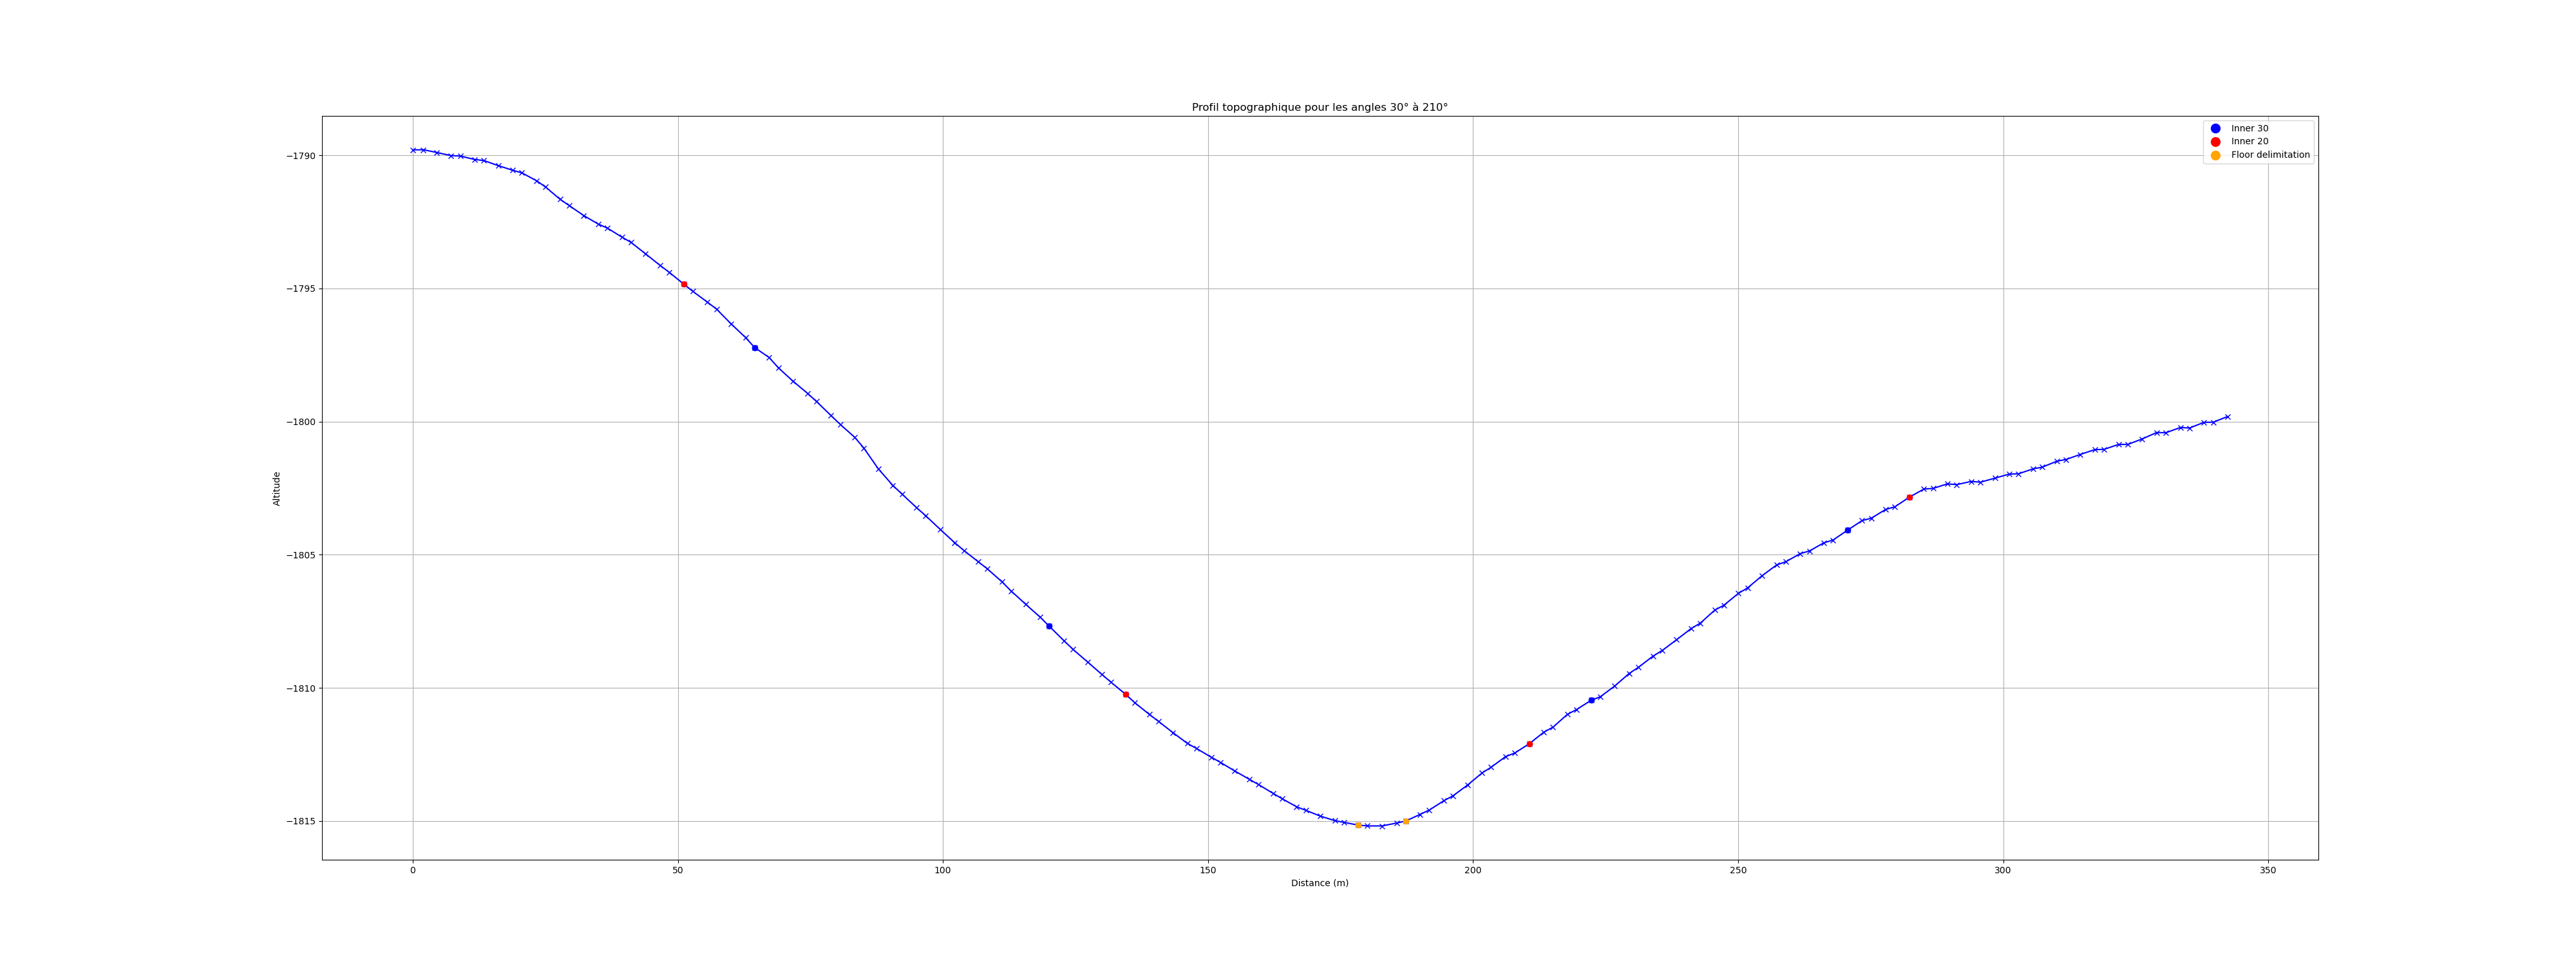 Profil topographique pour les angles 30° à 210°
Inner 30
Inner 20
Floor delimitation
−1790
−1795
−1800
−1805
−1810
−1815
Altitude
0 50 100 150 200 250 300 350
Distance (m)